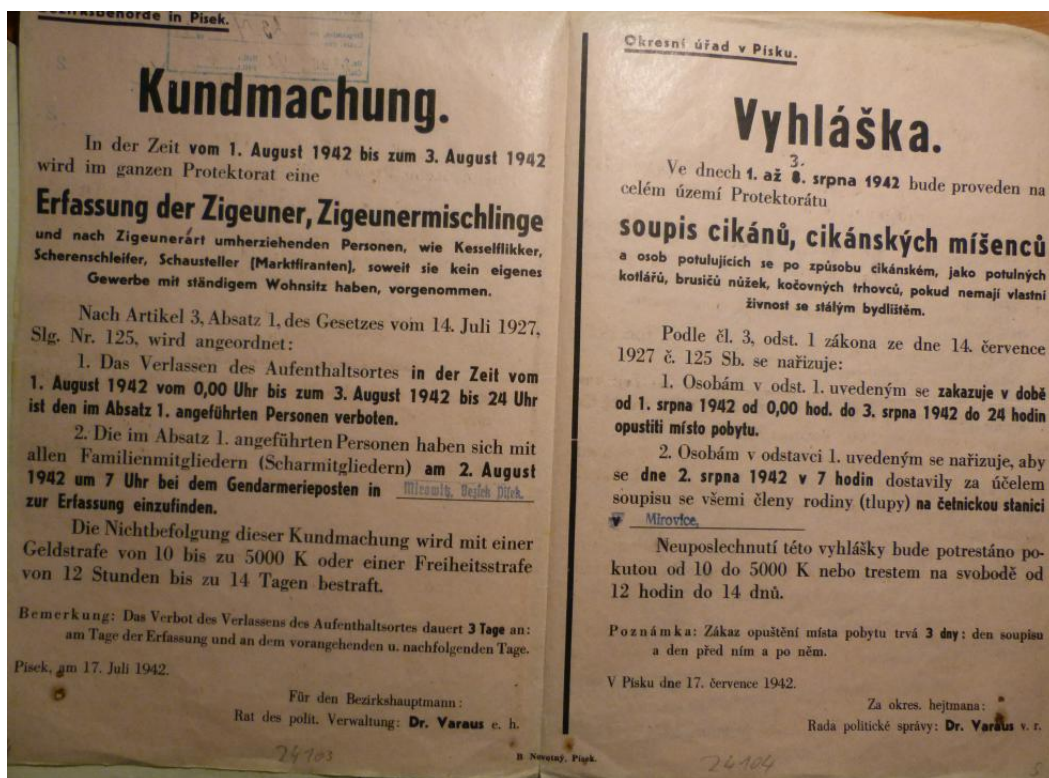 Bezirksbehörde in Pisek.
Kundmachung.
In der Zeit vom 1. August 1942 bis zum 3. August 1942
wird im ganzen Protektorat eine
Erfassung der Zigeuner, Zigeunermischlinge
und nach Zigeunerárt umherziehenden Personen, wie Kesselflikker,
Scherenschleifer, Schausteller (Marktfiranten), soweit sie kein eigenes
Gewerbe mit ständigem Wohnsitz haben, vorgenommen.
Nach Artikel 3, Absatz 1, des Gesetzes vom 14. Juli 1927,
Slg. Nr. 125, wird angeordnet:
1. Das Verlassen des Aufenthaltsortes in der Zeit vom
1. August 1942 vom 0,00 Uhr bis zum 3. August 1942 bis 24 Uhr
ist den im Absatz 1. angeführten Personen verboten.
2. Die im Absatz 1. angeführten Personen haben sich mit
allen Familienmitgliedern (Scharmitgliedern) am 2. August
1942 um 7 Uhr bei dem Gendarmerieposten in Mirowitz, Bezirk Pisek.
zur Erfassung einzufinden.
Die Nichtbefolgung dieser Kundmachung wird mit einer
Geldstrafe von 10 bis zu 5000 K oder einer Freiheitsstrafe
von 12 Stunden bis zu 14 Tagen bestraft.
Bemerkung: Das Verbot des Verlassens des Aufenthaltsortes dauert 3 Tage an:
am Tage der Erfassung und an dem vorangehenden u. nachfolgenden Tage.
Pisek, am 17. Juli 1942.
Für den Bezirkshauptmann:
Rat des polit. Verwaltung: Dr. Varaus e. h.
24103
B Novotný, Písek.
Okresní úřad v Písku.
Vyhláška.
3.
Ve dnech 1. až 8. srpna 1942 bude proveden na
celém území Protektorátu
soupis cikánů, cikánských míšenců
a osob potulujících se po způsobu cikánském, jako potulných
kotlářů, brusičů nůžek, kočovných trhovců, pokud nemají vlastní
živnost se stálým bydlištěm.
Podle čl. 3, odst. 1 zákona ze dne 14. července
1927 č. 125 Sb. se nařizuje:
1. Osobám v odst. 1. uvedeným se zakazuje v době
od 1. srpna 1942 od 0,00 hod. do 3. srpna 1942 do 24 hodin
opustiti místo pobytu.
2. Osobám v odstavci 1. uvedeným se nařizuje, aby
se dne 2. srpna 1942 v 7 hodin dostavily za účelem
soupisu se všemi členy rodiny (tlupy) na četnickou stanici
v Mirovice,
Neuposlechnutí této vyhlášky bude potrestáno po-
kutou od 10 do 5000 K nebo trestem na svobodě od
12 hodin do 14 dnů.
Poznámka: Zákaz opuštění místa pobytu trvá 3 dny: den soupisu
a den před ním a po něm.
V Písku dne 17. července 1942.
Za okres. hejtmana:
Rada politické správy: Dr. Varaus v. r.
24104